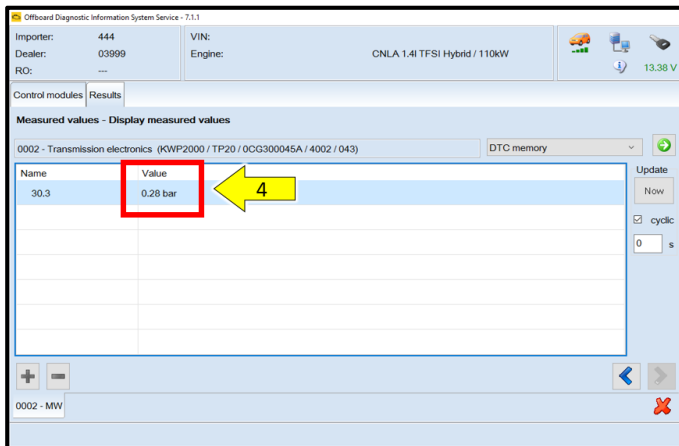 Offboard Diagnostic Information System Service - 7.1.1
Importer: 444 VIN:
Dealer: 03999 Engine: CNLA 1.4l TFSI Hybrid / 110kW
RO: ---
13.38 V
Control modules Results
Measured values - Display measured values
0002 - Transmission electronics (KWP2000 / TP20 / 0CG300045A / 4002 / 043) DTC memory
Name Value Update
30.3 0.28 bar 4 Now
cyclic
0 s
0002 - MW